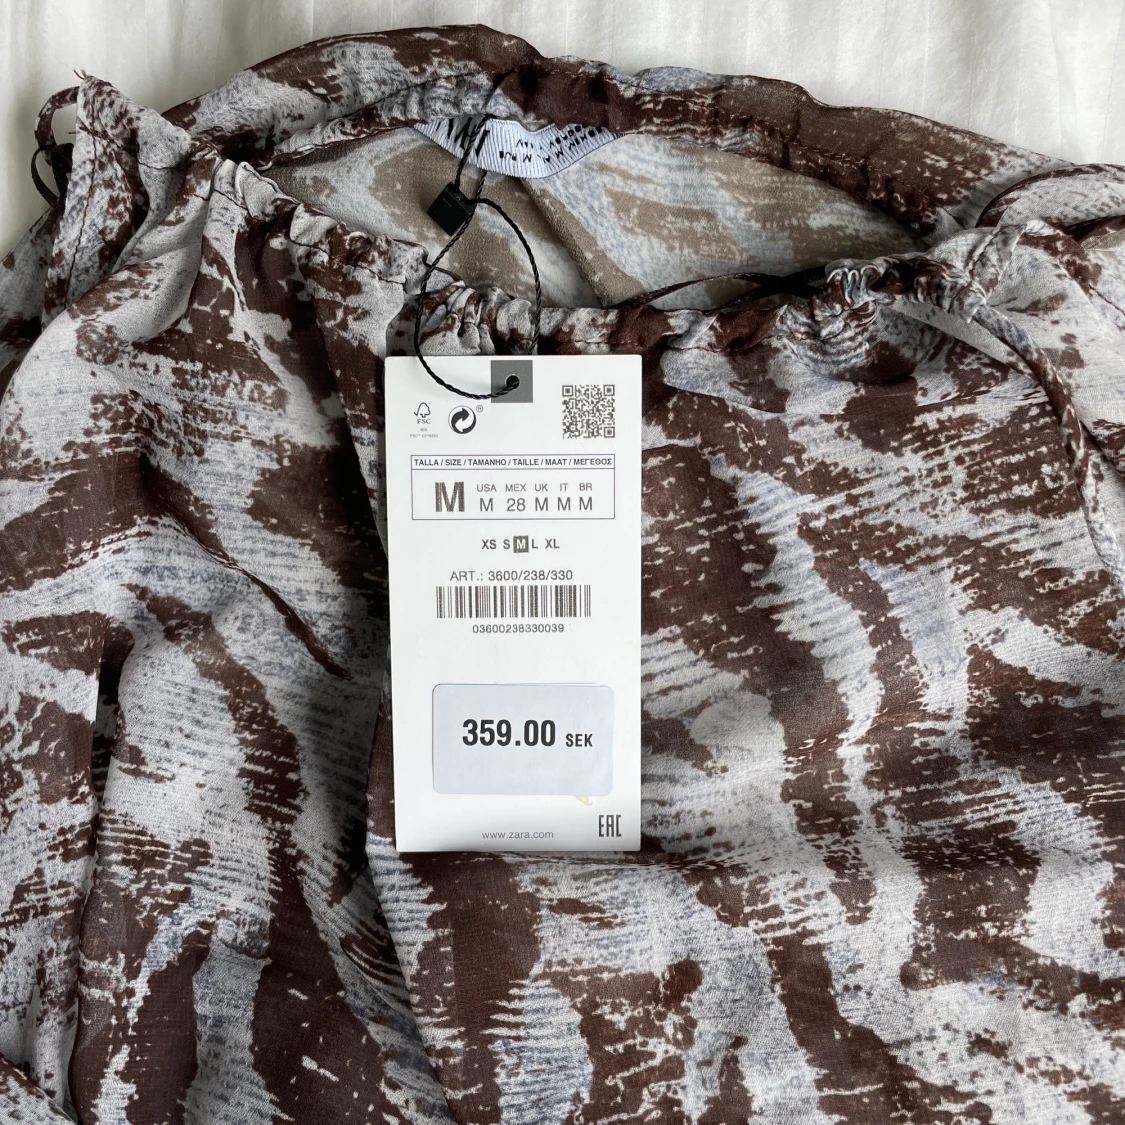 FSC
MIX
®
TALLA / SIZE / TAMANHO / TAILLE / MAAT / ΜΕΓΕΘΟΣ
M
USA MEX UK IT BR
M 28 M M M
XS S M L XL
ART.: 3600/238/330
03600238330039
359.00 SEK
www.zara.com
EAC